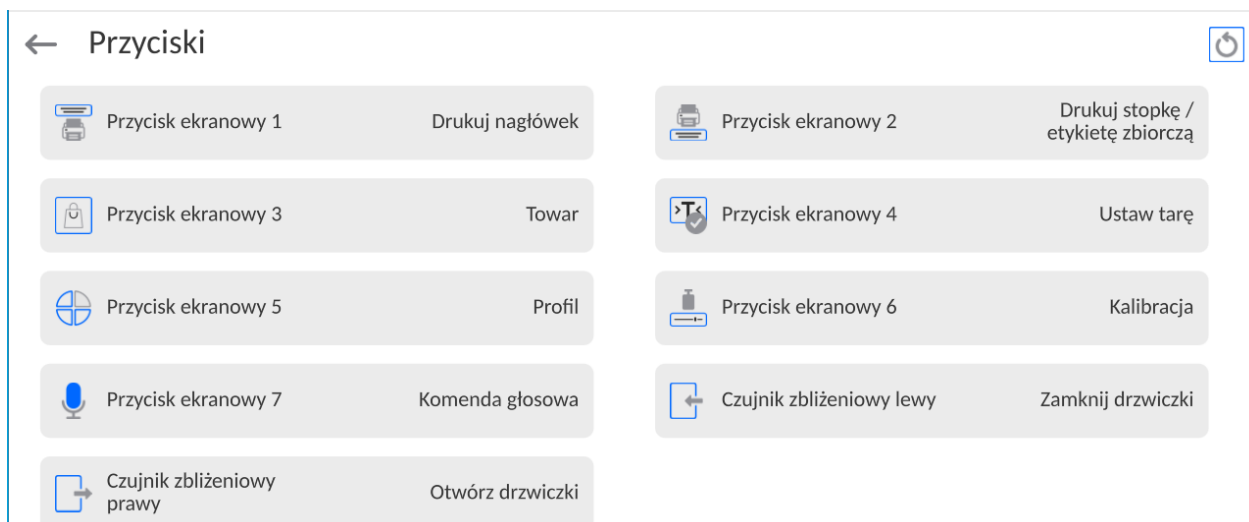 Przyciski
Przycisk ekranowy 1 Drukuj nagłówek
Przycisk ekranowy 2 Drukuj stopkę /
etykietę zbiorczą
Przycisk ekranowy 3 Towar
>T< Przycisk ekranowy 4 Ustaw tarę
Przycisk ekranowy 5 Profil
Przycisk ekranowy 6 Kalibracja
Przycisk ekranowy 7 Komenda głosowa
Czujnik zbliżeniowy lewy Zamknij drzwiczki
Czujnik zbliżeniowy
prawy Otwórz drzwiczki